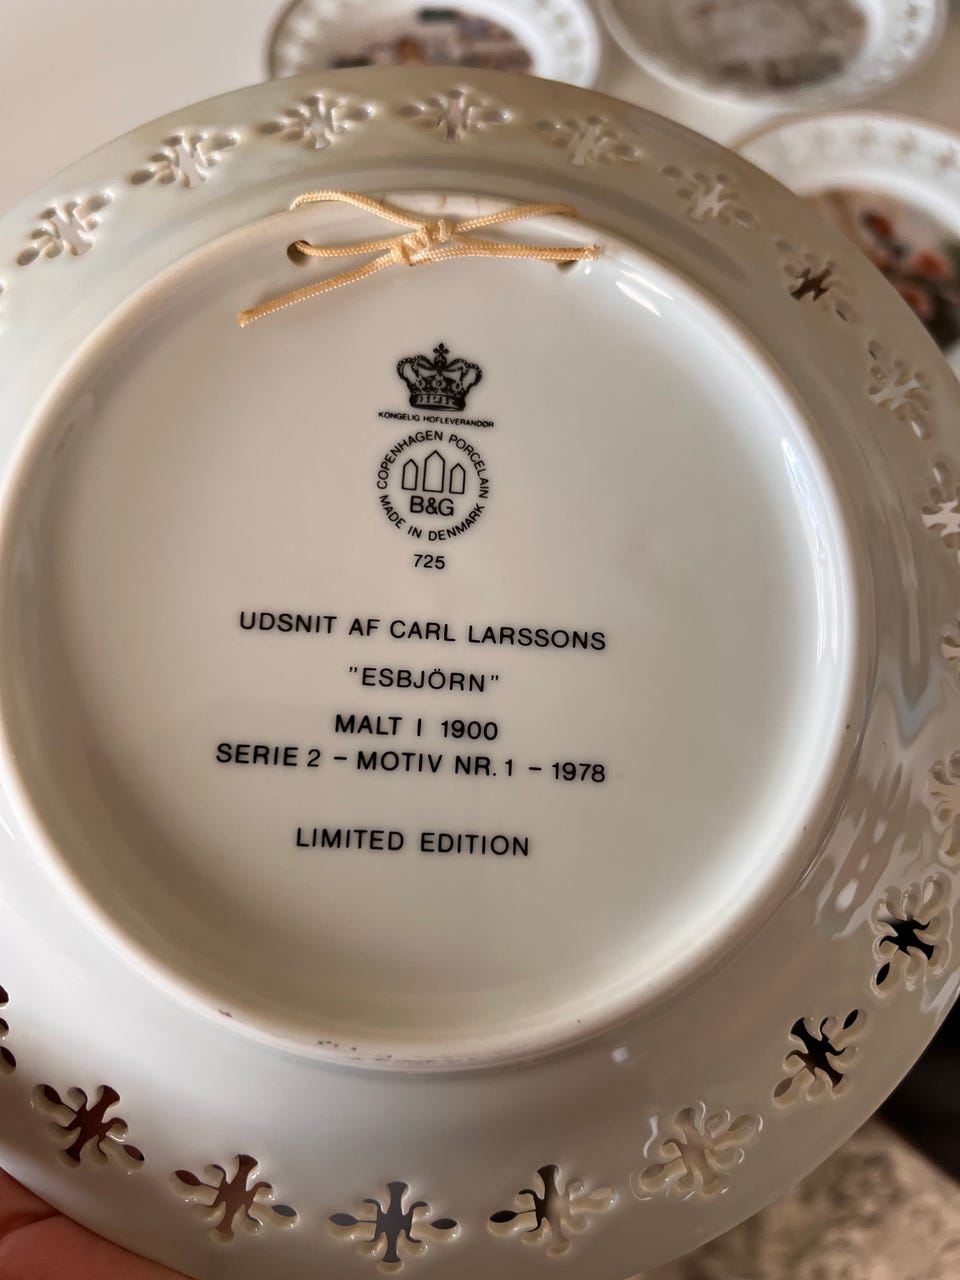 KONGELIG HOFLEVERANDØR
COPENHAGEN PORCELAIN
B&G
MADE IN DENMARK
725
UDSNIT AF CARL LARSSONS
"ESBJÖRN"
MALT I 1900
SERIE 2 – MOTIV NR. 1 – 1978
LIMITED EDITION